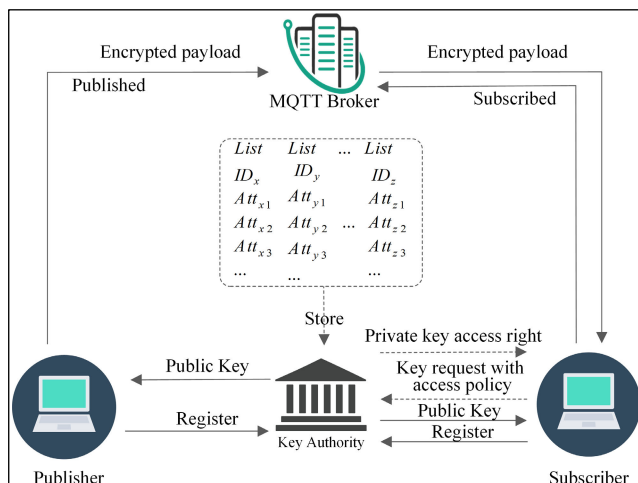 Encrypted payload
Encrypted payload
Published
MQTT Broker
Subscribed
List List ... List
ID_x ID_y ID_z
Att_x1 Att_y1 Att_z1
Att_x2 Att_y2 ... Att_z2
Att_x3 Att_y3 Att_z3
... ... ...
Store
Private key access right
Public Key
Key request with
access policy
Public Key
Register
Register
Key Authority
Publisher
Subscriber